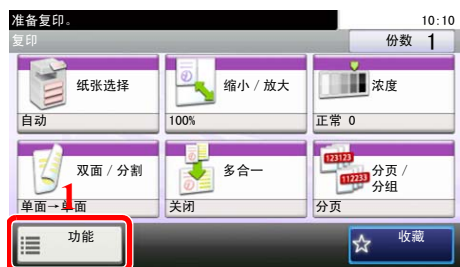 准备复印。 10:10
复印 份数 1
纸张选择 缩小 / 放大 浓度
自动 100% 正常 0
123123
双面 / 分割 多合一 112233 分页 /
分组
单面→单面 关闭 分页
1
功能 收藏